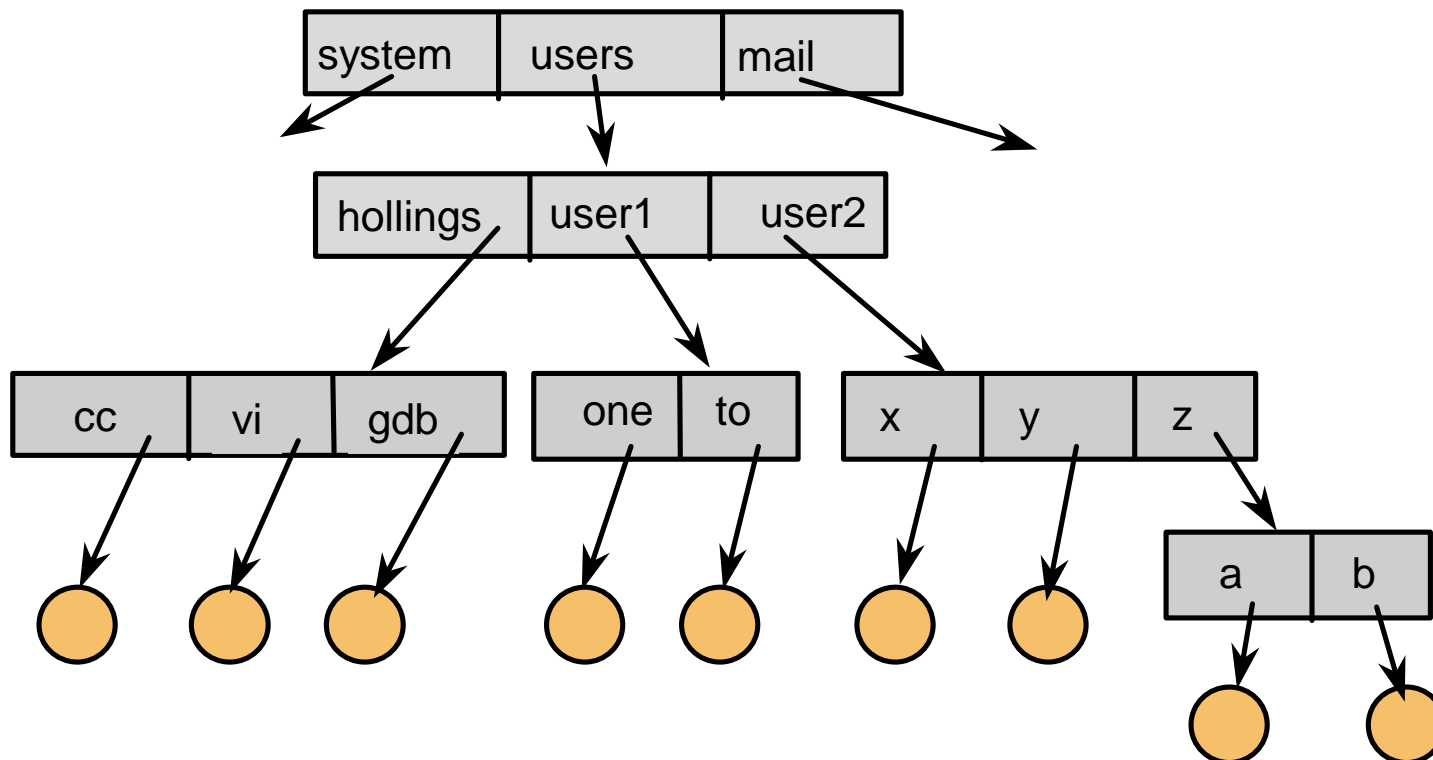 system users mail
hollings user1 user2
cc vi gdb one to x y z
a b